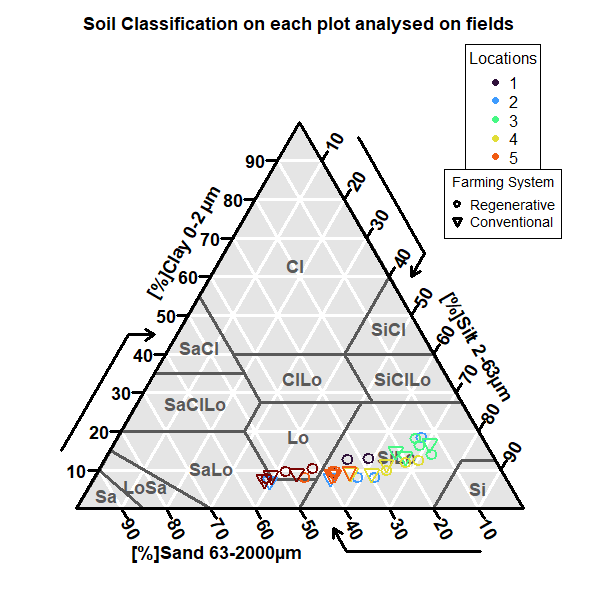 Soil Classification on each plot analysed on fields
Locations
1
2
3
4
5
Farming System
Regenerative
Conventional
[%]Clay 0-2 µm
10
20
30
40
50
60
70
80
90
[%]Silt 2-63µm
10
20
30
40
50
60
70
80
90
[%]Sand 63-2000µm
90
80
70
60
50
40
30
20
10
Cl
SiCl
SaCl
ClLo
SiClLo
SaClLo
Lo
SaLo
Sa
LoSa
Si